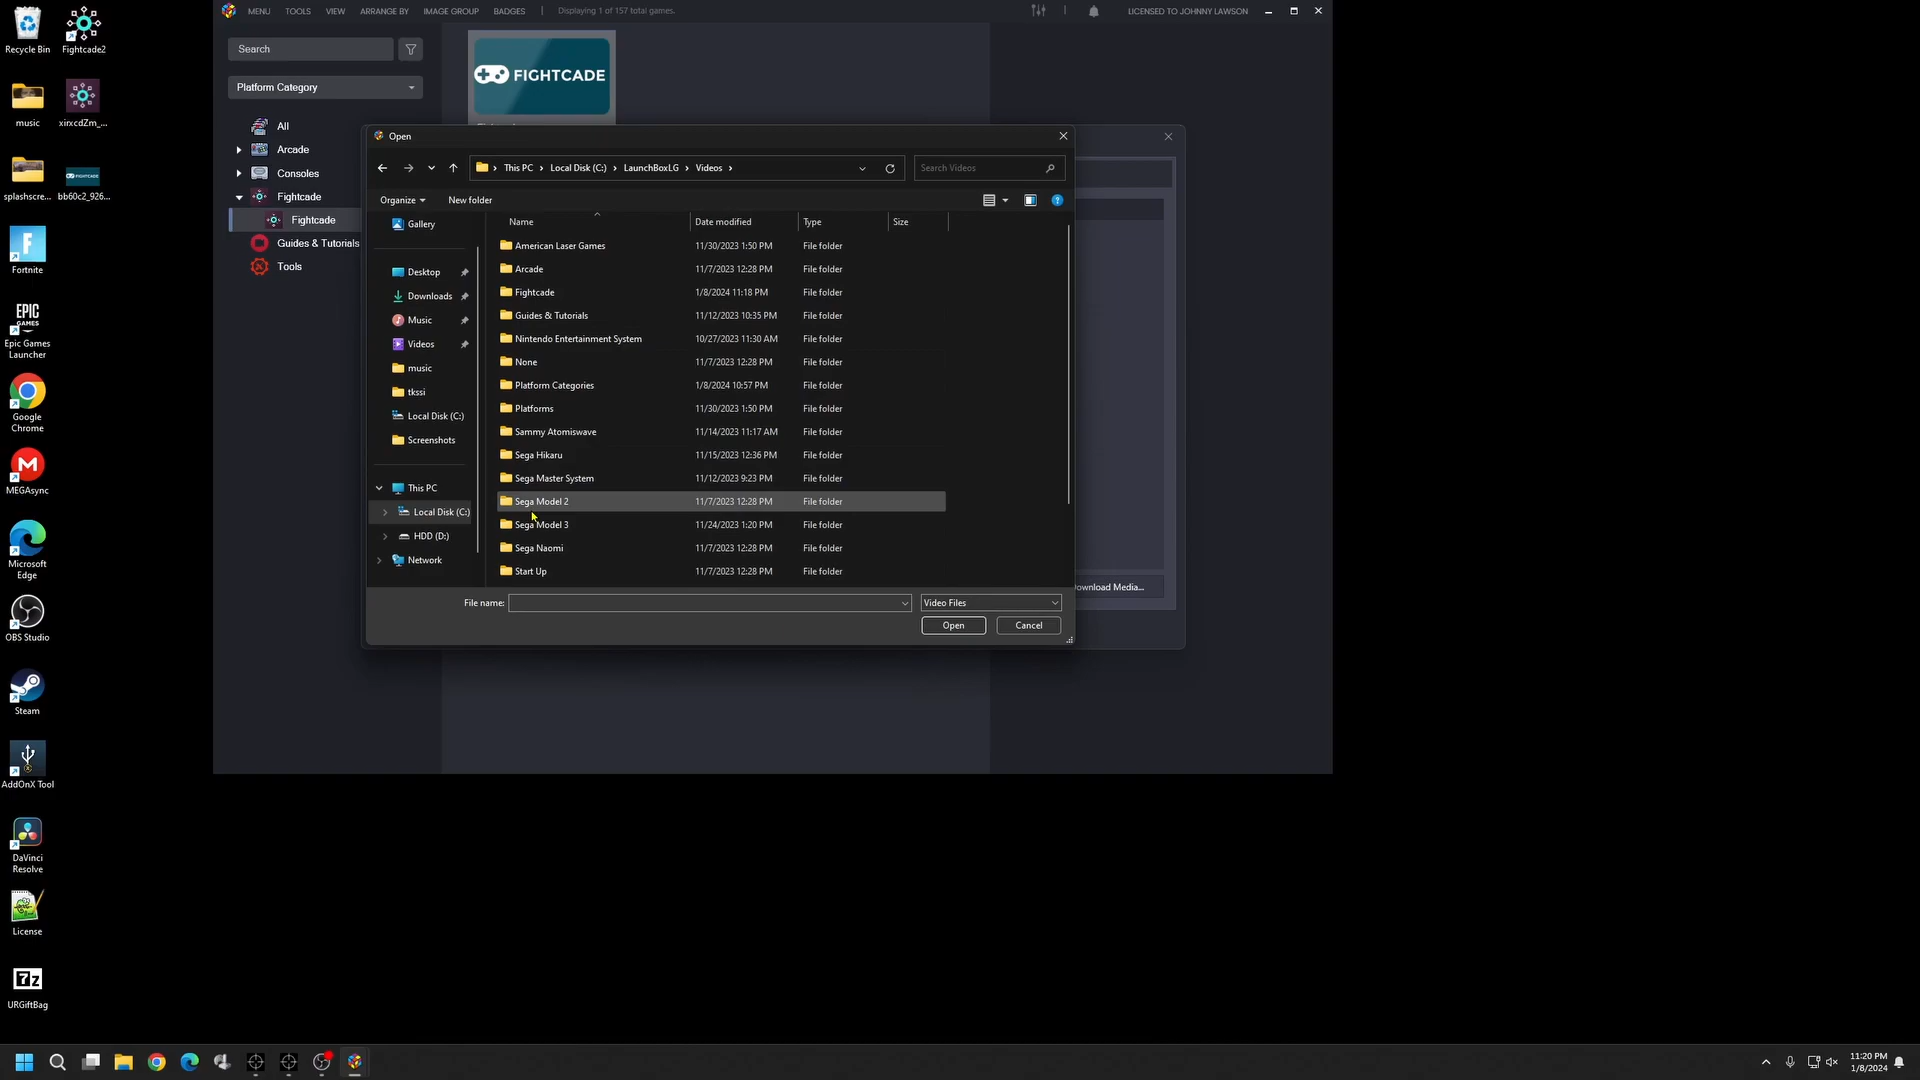 Recycle Bin
Fightcade2
music
xinxcdZm_...
splashscre...
bb60c2_926...
Fortnite
EPIC GAMES
Epic Games
Launcher
Google
Chrome
MEGAsync
Microsoft
Edge
OBS Studio
Steam
AddOnX Tool
DaVinci
Resolve
License
7z
URGiftBag
MENU TOOLS VIEW ARRANGE BY IMAGE GROUP BADGES | Displaying 1 of 157 total games. LICENSED TO JOHNNY LAWSON
Search
Platform Category
All
Arcade
Consoles
Fightcade
Fightcade
Guides & Tutorials
Tools
FIGHTCADE
Open
This PC > Local Disk (C:) > LaunchBoxLG > Videos >
Search Videos
Organize
New folder
Gallery
Desktop
Downloads
Music
Videos
music
tkssi
Local Disk (C:)
Screenshots
This PC
Local Disk (C:)
HDD (D:)
Network
Name Date modified Type Size
American Laser Games 11/30/2023 1:50 PM File folder
Arcade 11/7/2023 12:28 PM File folder
Fightcade 1/8/2024 11:18 PM File folder
Guides & Tutorials 11/12/2023 10:35 PM File folder
Nintendo Entertainment System 10/27/2023 11:30 AM File folder
None 11/7/2023 12:28 PM File folder
Platform Categories 1/8/2024 10:57 PM File folder
Platforms 11/30/2023 1:50 PM File folder
Sammy Atomiswave 11/14/2023 11:17 AM File folder
Sega Hikaru 11/15/2023 12:36 PM File folder
Sega Master System 11/12/2023 9:23 PM File folder
Sega Model 2 11/7/2023 12:28 PM File folder
Sega Model 3 11/24/2023 1:20 PM File folder
Sega Naomi 11/7/2023 12:28 PM File folder
Start Up 11/7/2023 12:28 PM File folder
File name:
Video Files
Open
Cancel
ownload Media...
11:20 PM
1/8/2024